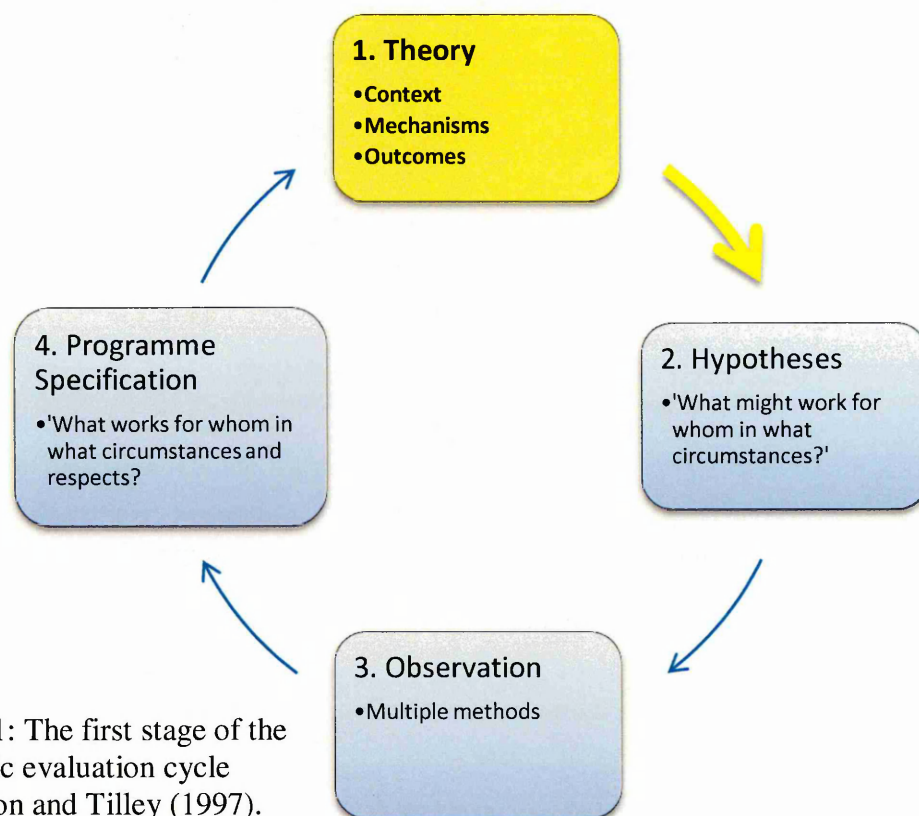 1. Theory
•Context
•Mechanisms
•Outcomes
2. Hypotheses
•'What might work for
whom in what
circumstances?'
3. Observation
•Multiple methods
4. Programme
Specification
•'What works for whom in
what circumstances and
respects?
: The first stage of the
evaluation cycle
and Tilley (1997).